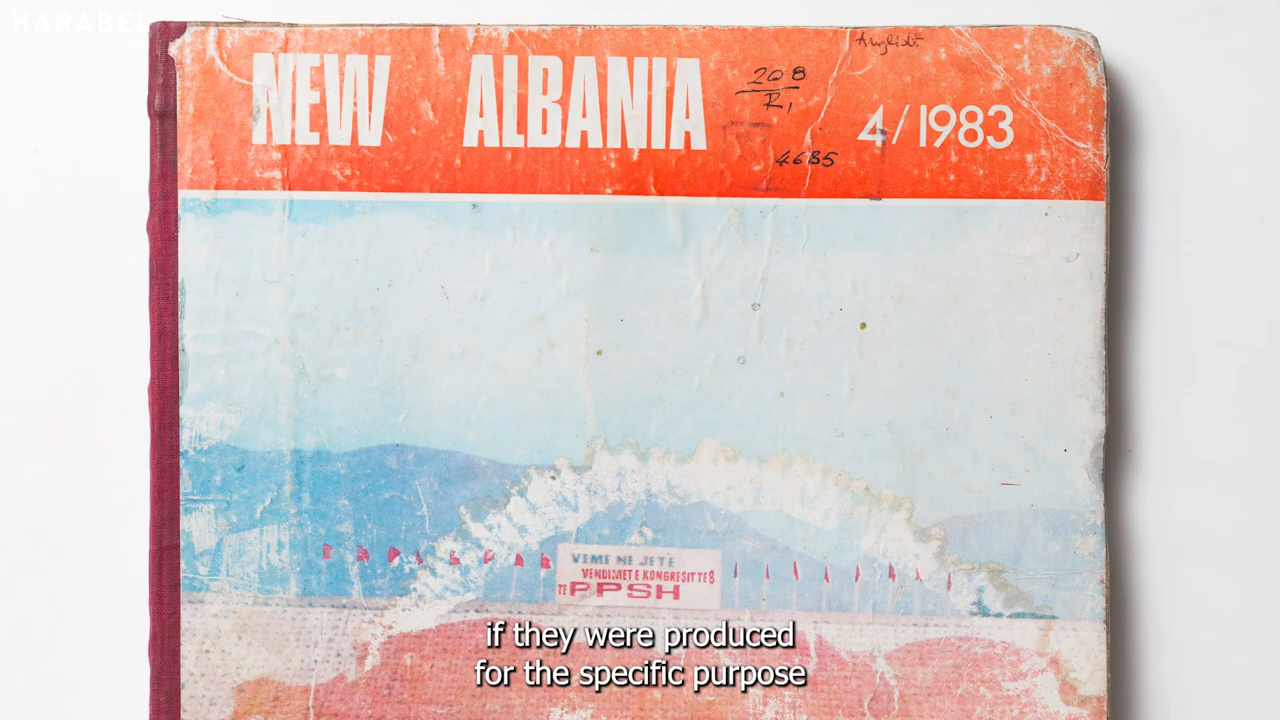 HARABEL
NEW ALBANIA
208
R1
4685
4/1983
VEMË NË JETË
VENDIMET E KONGRESIT TË 8
TË PPSH
if they were produced
for the specific purpose